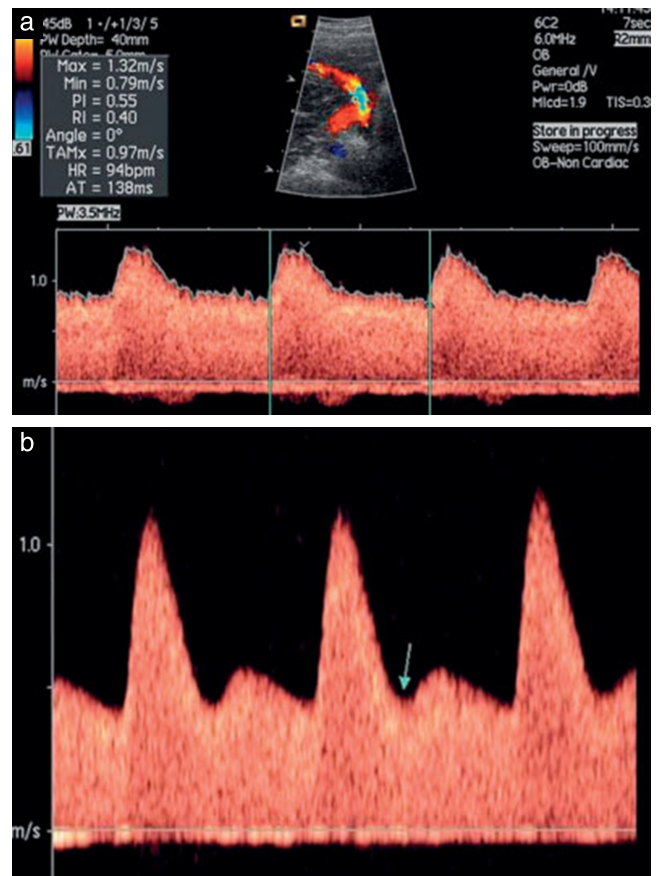 a
45dB 1 -/+1/3/ 5
PW Depth= 40mm
Max = 1.32m/s
Min = 0.79m/s
PI = 0.55
RI = 0.40
Angle = 0°
TAMx = 0.97m/s
HR = 94bpm
AT = 138ms
.61
6C2 7sec
6.0MHz R2mm
OB
General /V
Pwr=0dB
MIcd=1.9 TIS=0.3
Store in progress
Sweep=100mm/s
OB-Non Cardiac
PW:3.5MHz
1.0
m/s
b
1.0
m/s